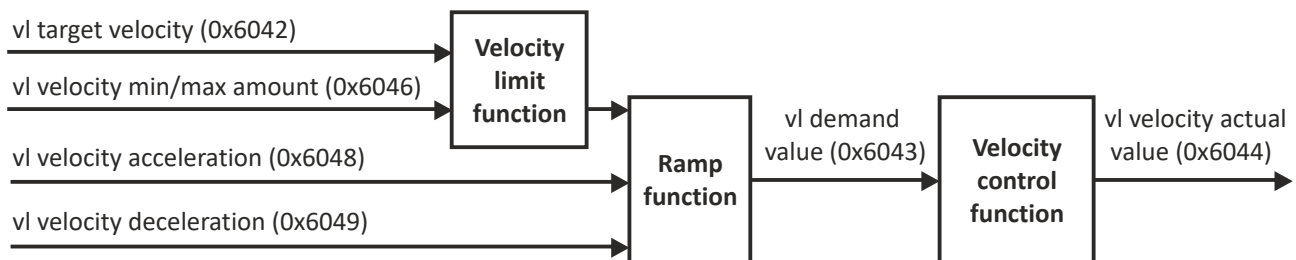 vl target velocity (0x6042)
vl velocity min/max amount (0x6046)
Velocity
limit
function
vl velocity acceleration (0x6048)
vl velocity deceleration (0x6049)
Ramp
function
vl demand
value (0x6043)
Velocity
control
function
vl velocity actual
value (0x6044)